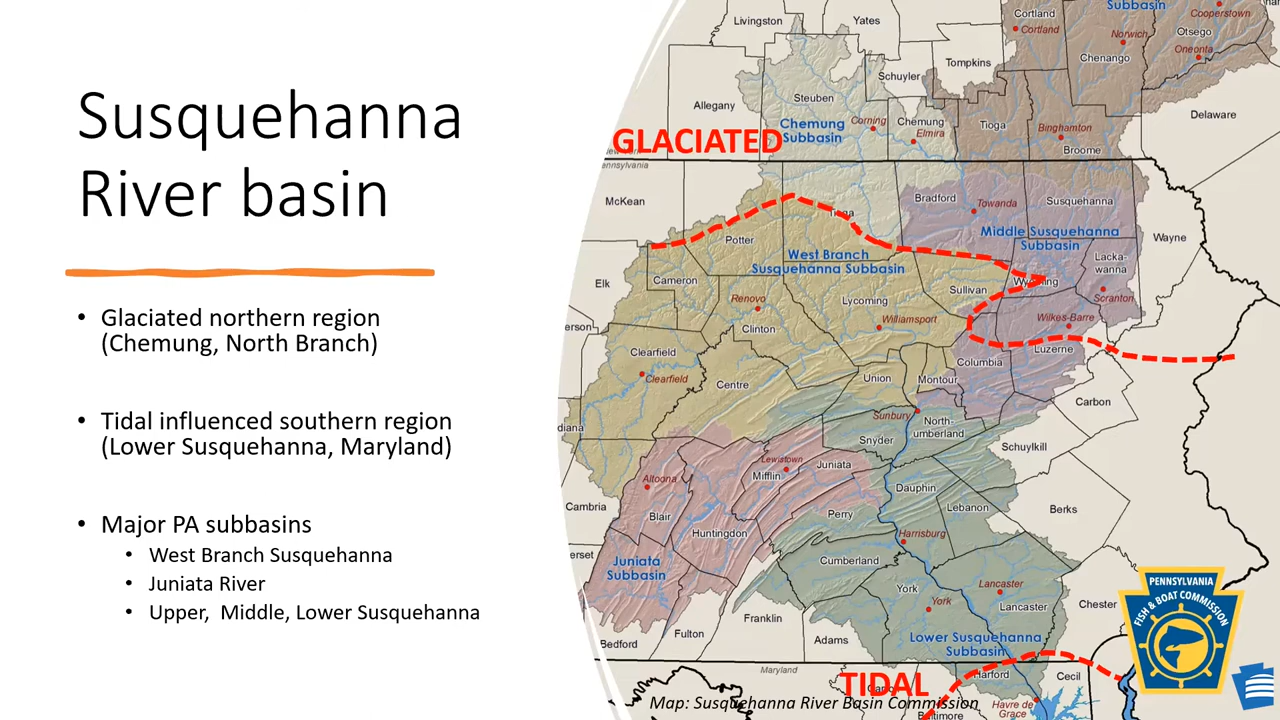 Susquehanna
River basin
• Glaciated northern region
(Chemung, North Branch)
• Tidal influenced southern region
(Lower Susquehanna, Maryland)
• Major PA subbasins
• West Branch Susquehanna
• Juniata River
• Upper, Middle, Lower Susquehanna
Livingston
Yates
Cortland
Cortland
Subbasin
Cooperstown
Otsego
Norwich
Oneonta
Chenango
Tompkins
Schuyler
Steuben
Allegany
Chemung
Subbasin
Corning
Chemung
Elmira
Tioga
Binghamton
Broome
Delaware
GLACIATED
ennsylvania
McKean
Bradford
Towanda
Susquehanna
Tioga
Potter
Middle Susquehanna
Subbasin
Wayne
West Branch
Susquehanna Subbasin
Lacka-
wanna
Elk
Cameron
Wyoming
Sullivan
Scranton
Renovo
Lycoming
Williamsport
Wilkes-Barre
erson
Clinton
Luzerne
Clearfield
Clearfield
Centre
Union
Montour
Columbia
Carbon
diana
Sunbury
North-
umberland
Snyder
Schuylkill
Lewistown
Mifflin
Juniata
Altoona
Dauphin
Lebanon
Cambria
Blair
Huntingdon
Perry
Berks
Harrisburg
erset
Juniata
Subbasin
Cumberland
York
York
Lancaster
Lancaster
Chester
Bedford
Fulton
Franklin
Adams
Lower Susquehanna
Subbasin
Maryland
TIDAL
Harford
Cecil
Havre de
Grace
Baltimore
Map: Susquehanna River Basin Commission
PENNSYLVANIA
FISH & BOAT COMMISSION